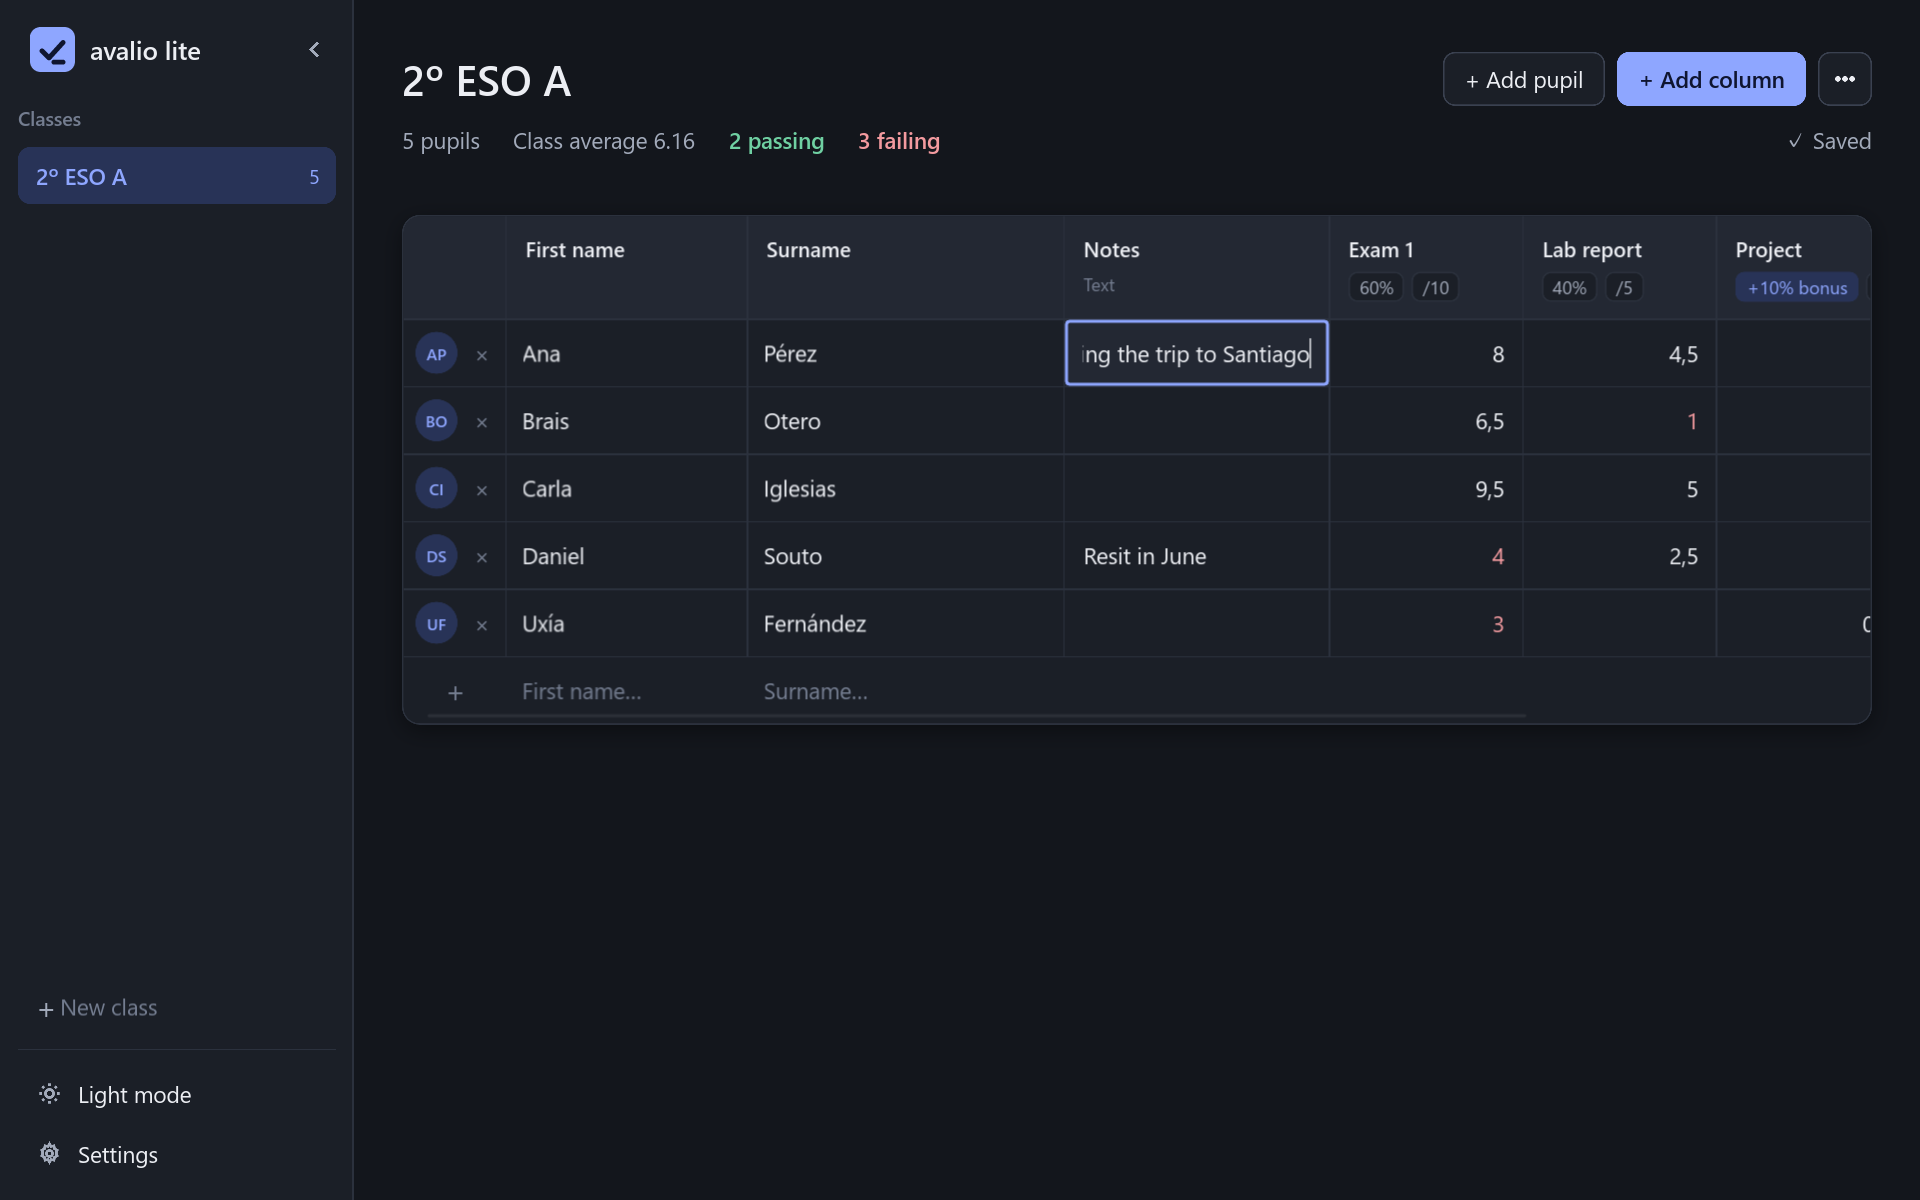 avalio lite
Classes
2º ESO A 5
+ New class
Light mode
Settings
2º ESO A
+ Add pupil
+ Add column
5 pupils Class average 6.16 2 passing 3 failing
✓ Saved
First name Surname Notes Exam 1 Lab report Project
Text 60% /10 40% /5 +10% bonus
AP × Ana Pérez ing the trip to Santiago 8 4,5
BO × Brais Otero 6,5 1
CI × Carla Iglesias 9,5 5
DS × Daniel Souto Resit in June 4 2,5
UF × Uxía Fernández 3
+ First name... Surname...